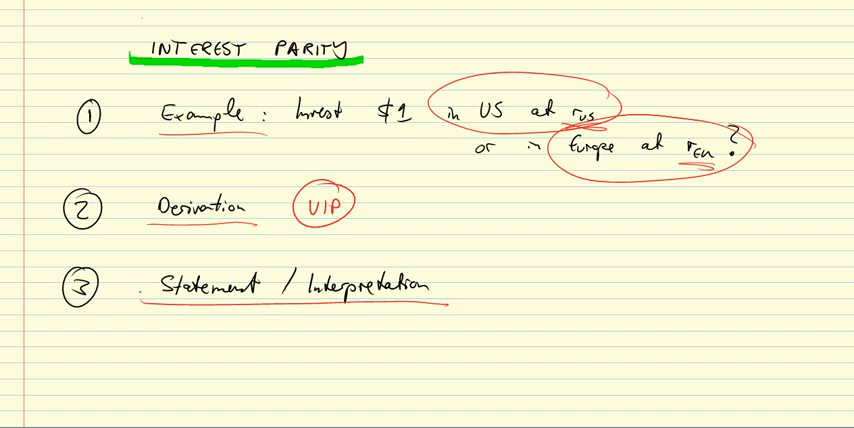 INTEREST PARITY
① Example: Invest $1 in US at rUS
or in Europe at rEU?
② Derivation VIP
③ Statement / Interpretation